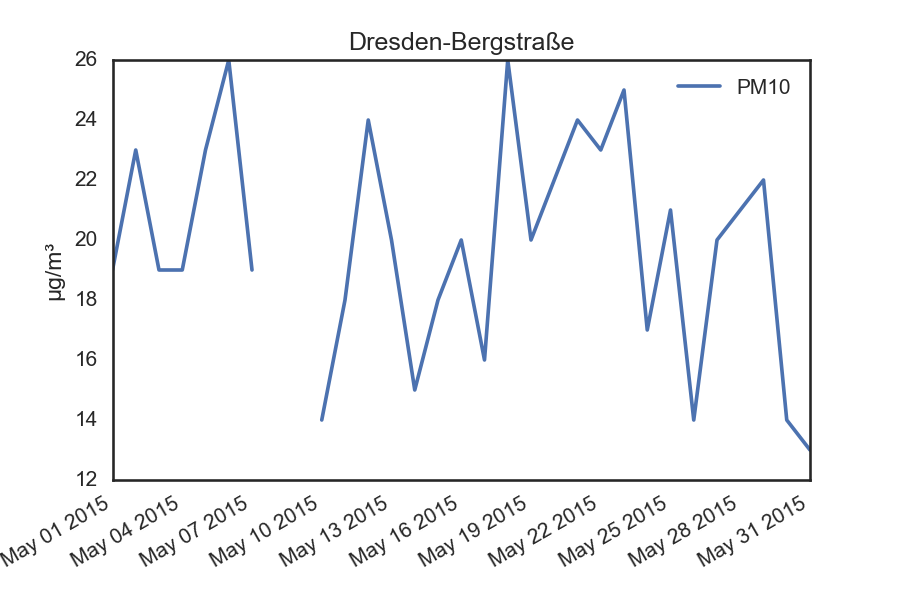 Dresden-Bergstraße
PM10
µg/m³
26
24
22
20
18
16
14
12
May 01 2015
May 04 2015
May 07 2015
May 10 2015
May 13 2015
May 16 2015
May 19 2015
May 22 2015
May 25 2015
May 28 2015
May 31 2015